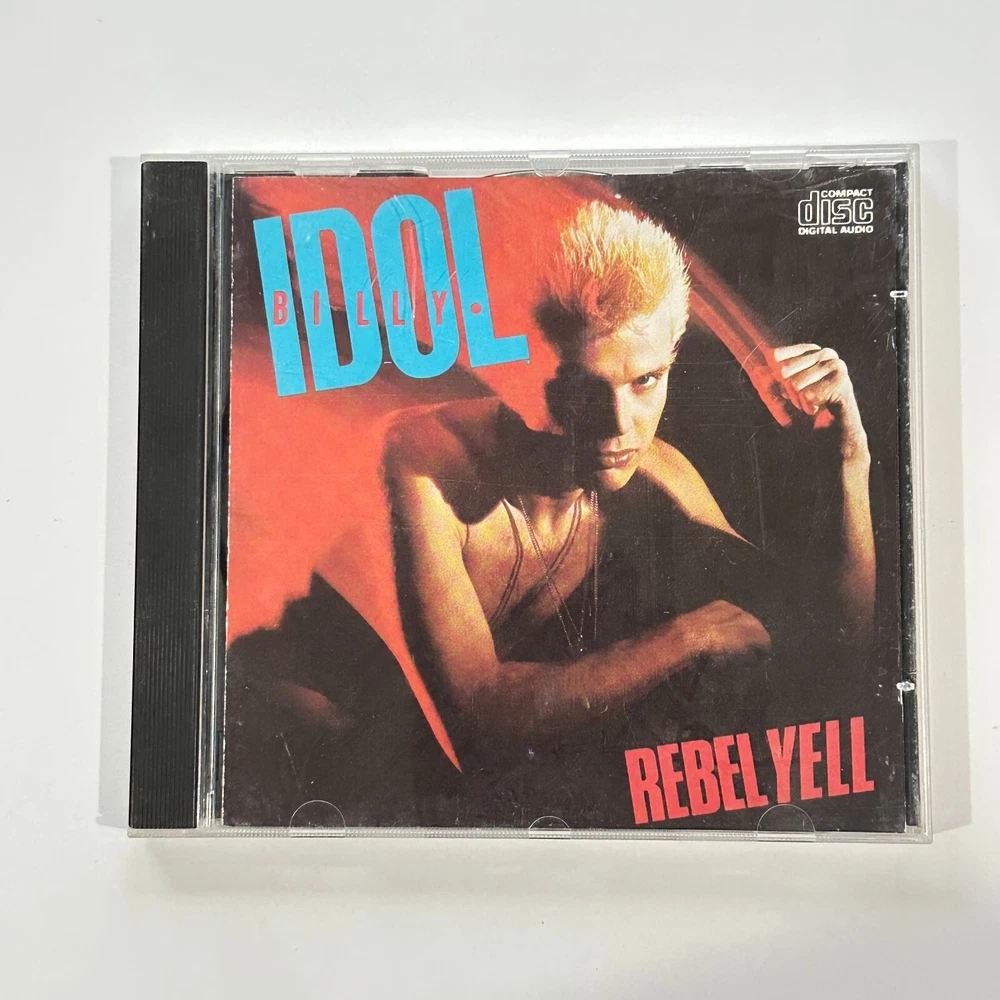 IDOL
BILLY•
COMPACT
disc
DIGITAL AUDIO
REBEL YELL